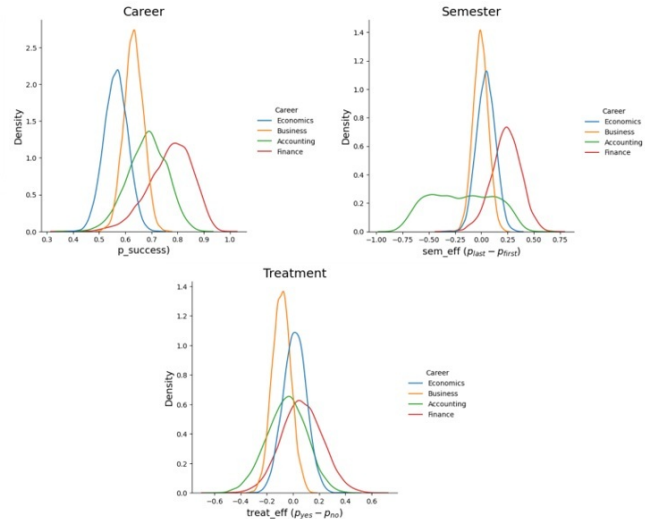 Career
Density
2.5
2.0
1.5
1.0
0.5
0.0
0.3 0.4 0.5 0.6 0.7 0.8 0.9 1.0
p_success)
Career
Economics
Business
Accounting
Finance
Semester
Density
1.4
1.2
1.0
0.8
0.6
0.4
0.2
0.0
−1.00 −0.75 −0.50 −0.25 0.00 0.25 0.50 0.75
sem_eff (p_last − p_first)
Career
Economics
Business
Accounting
Finance
Treatment
Density
1.4
1.2
1.0
0.8
0.6
0.4
0.2
0.0
−0.6 −0.4 −0.2 0.0 0.2 0.4 0.6
treat_eff (p_yes − p_no)
Career
Economics
Business
Accounting
Finance